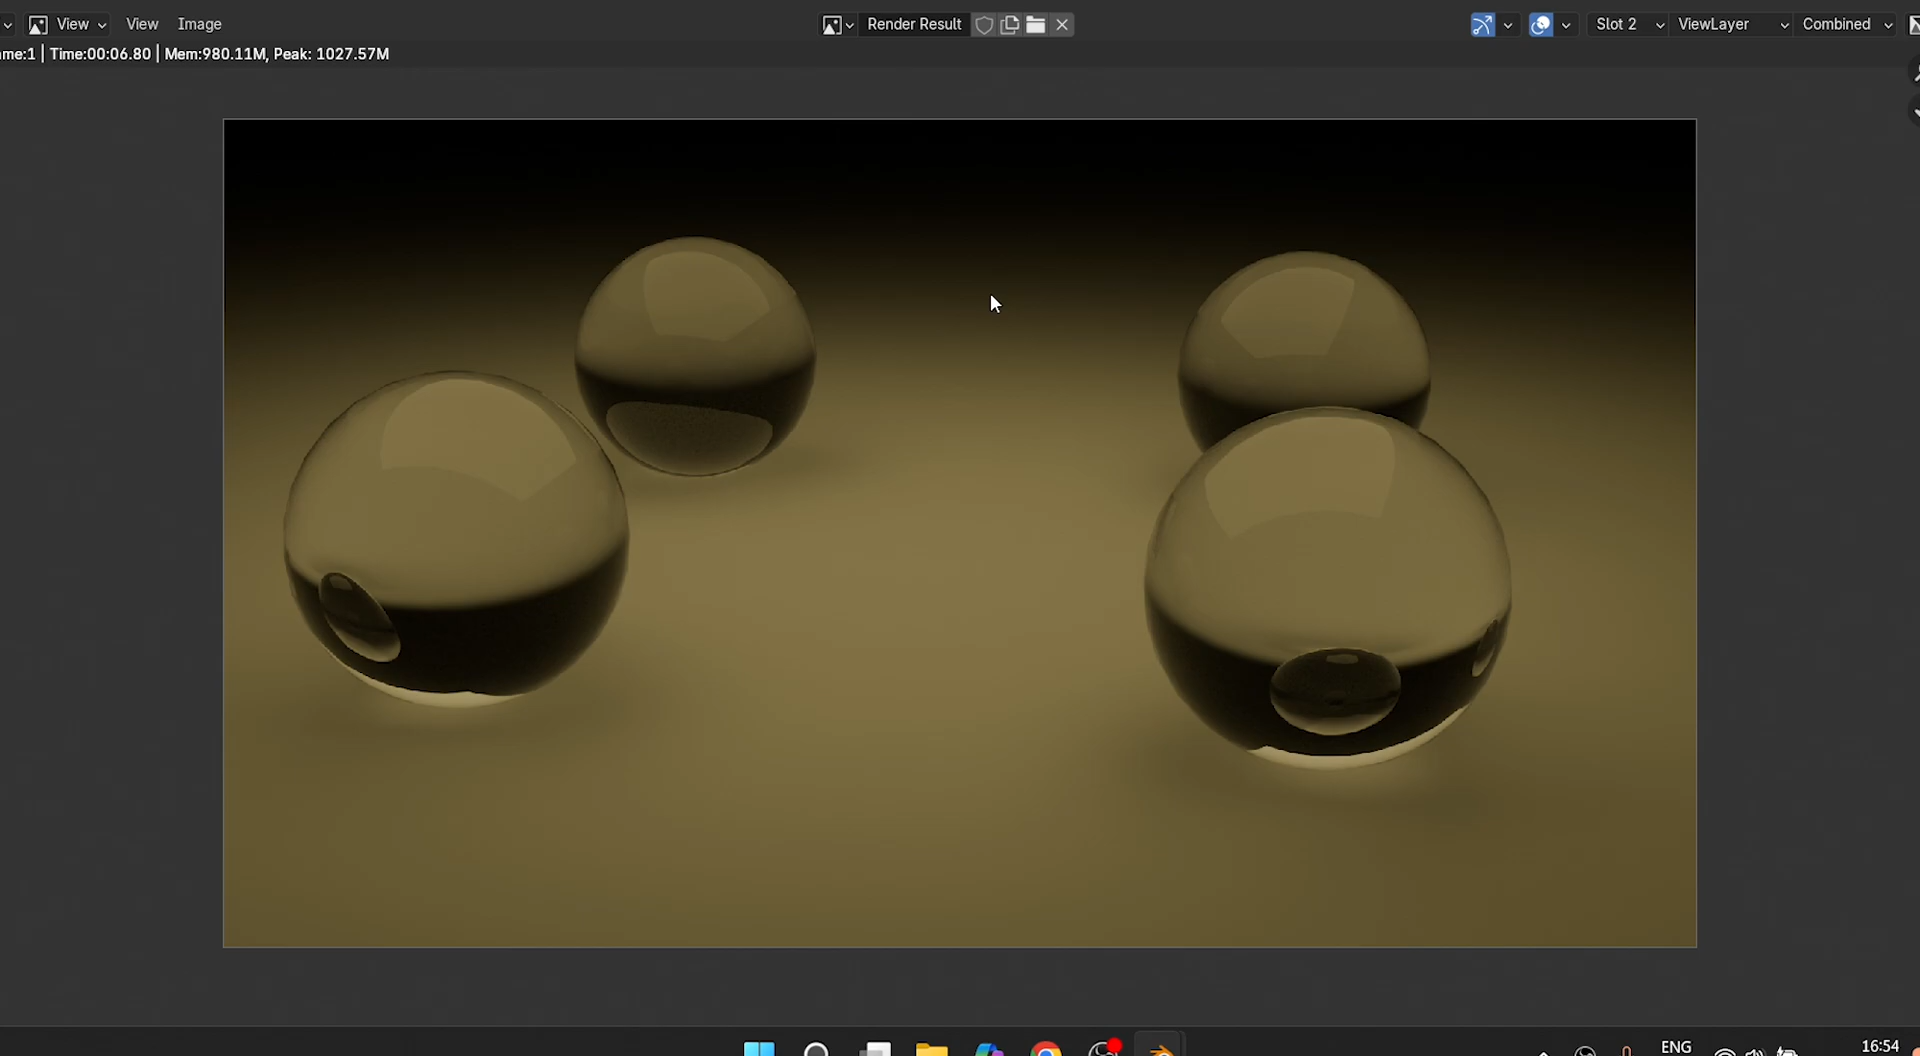 View View Image Render Result Slot 2 ViewLayer Combined
me:1 | Time:00:06.80 | Mem:980.11M, Peak: 1027.57M
ENG 16:54